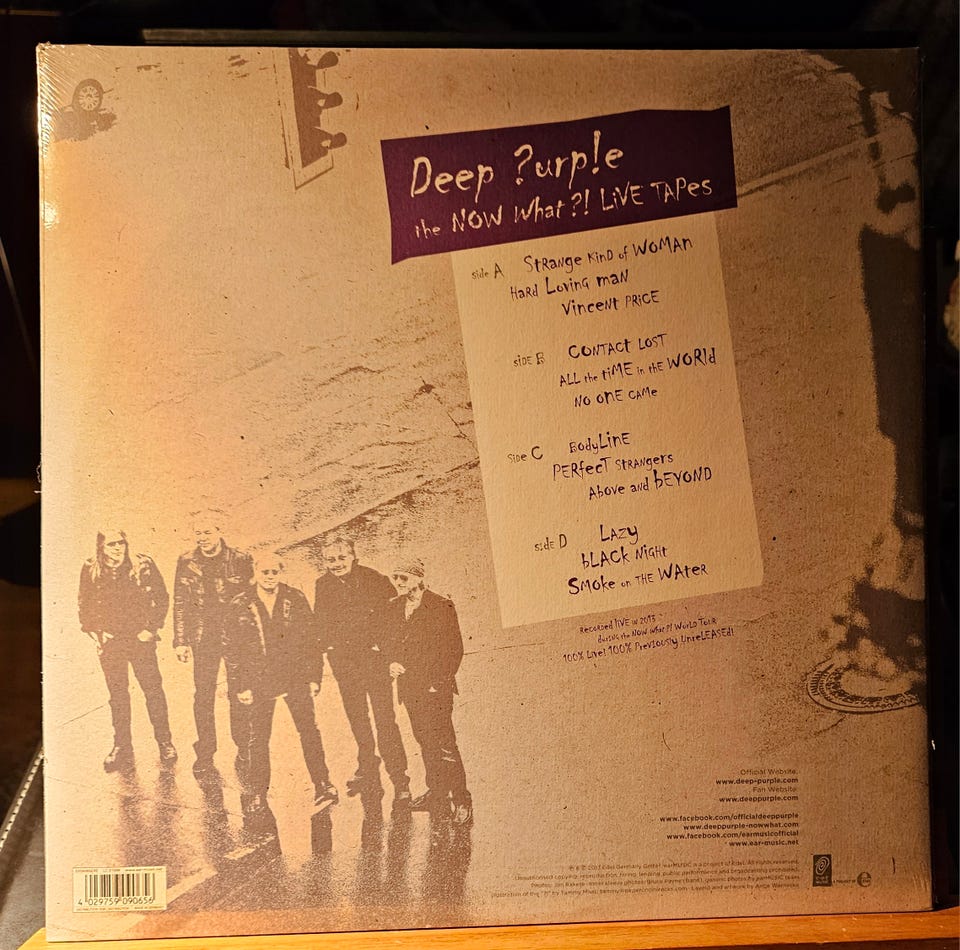 Deep ?urp!e
the NOW What?! LiVE TAPes
side A Strange Kind of Woman
Hard Loving man
Vincent Price
side B Contact Lost
All the time in the World
No one came
side C Bodyline
Perfect Strangers
Above and beyond
side D Lazy
black Night
Smoke on the Water
Recorded live in 2013
during the Now What?! World Tour
100% Live! 100% Previously Unreleased!
Official Website:
www.deep-purple.com
Fan Website:
www.deeppurple.com
www.facebook.com/officialdeeppurple
www.deeppurple-nowwhat.com
www.facebook.com/earmusicofficial
www.ear-music.net
4 029759 090656